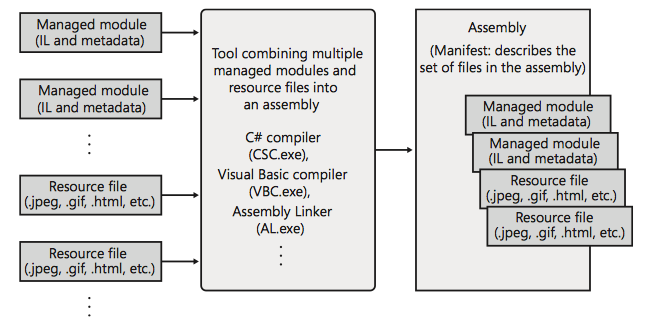 Managed module
(IL and metadata)
Managed module
(IL and metadata)
Resource file
(.jpeg, .gif, .html, etc.)
Resource file
(.jpeg, .gif, .html, etc.)
Tool combining multiple
managed modules and
resource files into
an assembly
C# compiler
(CSC.exe),
Visual Basic compiler
(VBC.exe),
Assembly Linker
(AL.exe)
Assembly
(Manifest: describes the
set of files in the assembly)
Managed module
(IL and metadata)
Managed module
(IL and metadata)
Resource file
(.jpeg, .gif, .html, etc.)
Resource file
(.jpeg, .gif, .html, etc.)